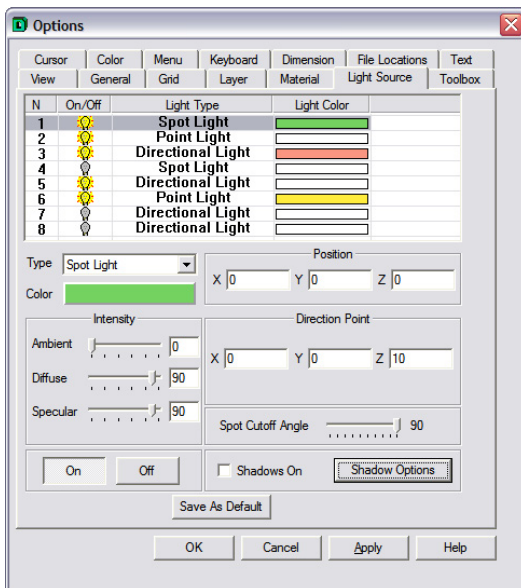 Options
Cursor Color Menu Keyboard Dimension File Locations Text
View General Grid Layer Material Light Source Toolbox
N On/Off Light Type Light Color
1 Spot Light
2 Point Light
3 Directional Light
4 Spot Light
5 Directional Light
6 Point Light
7 Directional Light
8 Directional Light
Type Spot Light
Color
Position
X 0 Y 0 Z 0
Intensity
Ambient 0
Diffuse 90
Specular 90
Direction Point
X 0 Y 0 Z 10
Spot Cutoff Angle 90
On Off
Shadows On Shadow Options
Save As Default
OK Cancel Apply Help